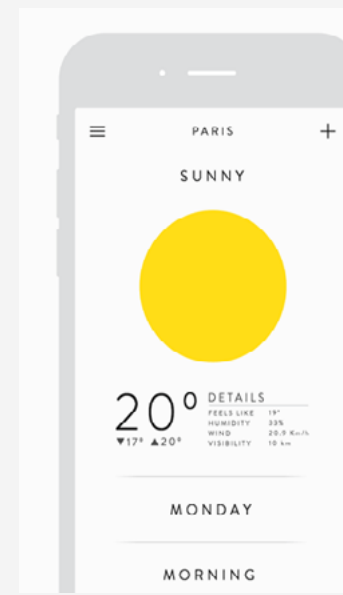 PARIS
SUNNY
20°
▼17° ▲20°
DETAILS
FEELS LIKE 19°
HUMIDITY 33%
WIND 20.9 Km/h
VISIBILITY 10 km
MONDAY
MORNING